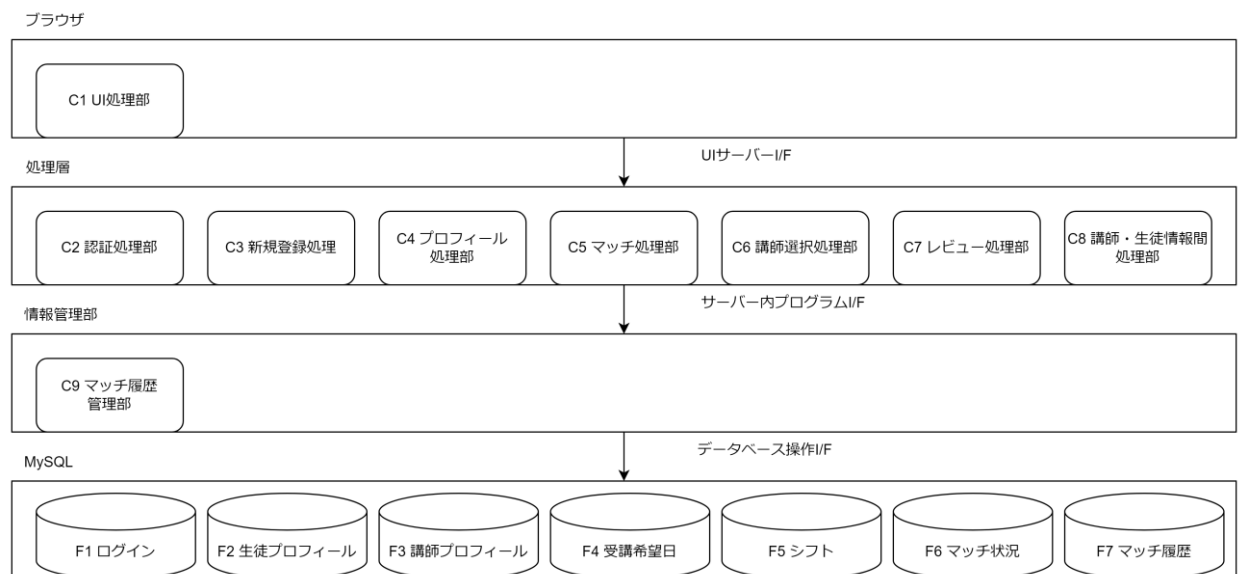 ブラウザ
C1 UI処理部
UIサーバーI/F
処理層
C2 認証処理部
C3 新規登録処理
C4 プロフィール
処理部
C5 マッチ処理部
C6 講師選択処理部
C7 レビュー処理部
C8 講師・生徒情報間
処理部
サーバー内プログラムI/F
情報管理部
C9 マッチ履歴
管理部
データベース操作I/F
MySQL
F1 ログイン
F2 生徒プロフィール
F3 講師プロフィール
F4 受講希望日
F5 シフト
F6 マッチ状況
F7 マッチ履歴